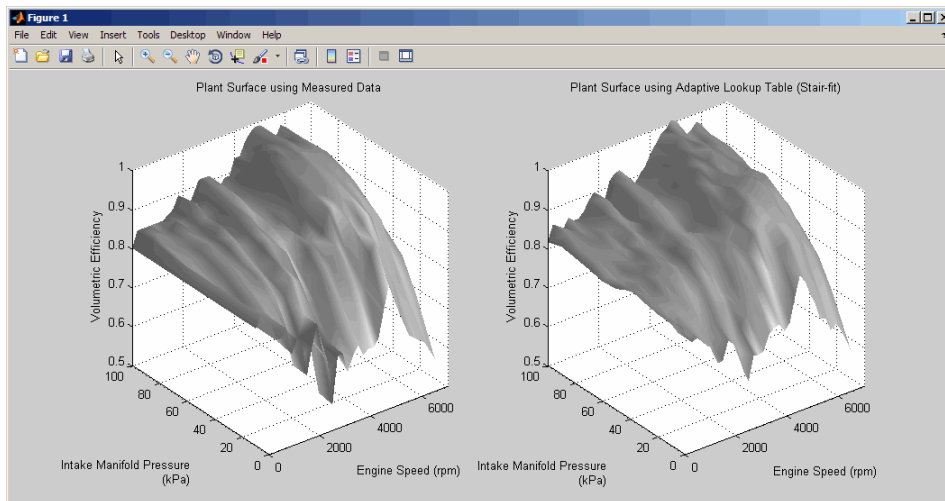 Figure 1
File Edit View Insert Tools Desktop Window Help
Plant Surface using Measured Data
1
0.9
0.8
0.7
0.6
0.5
Volumetric Efficiency
100
80
60
40
20
0
Intake Manifold Pressure
(kPa)
0
2000
4000
6000
Engine Speed (rpm)
Plant Surface using Adaptive Lookup Table (Stair-fit)
1
0.9
0.8
0.7
0.6
0.5
Volumetric Efficiency
100
80
60
40
20
0
Intake Manifold Pressure
(kPa)
0
2000
4000
6000
Engine Speed (rpm)